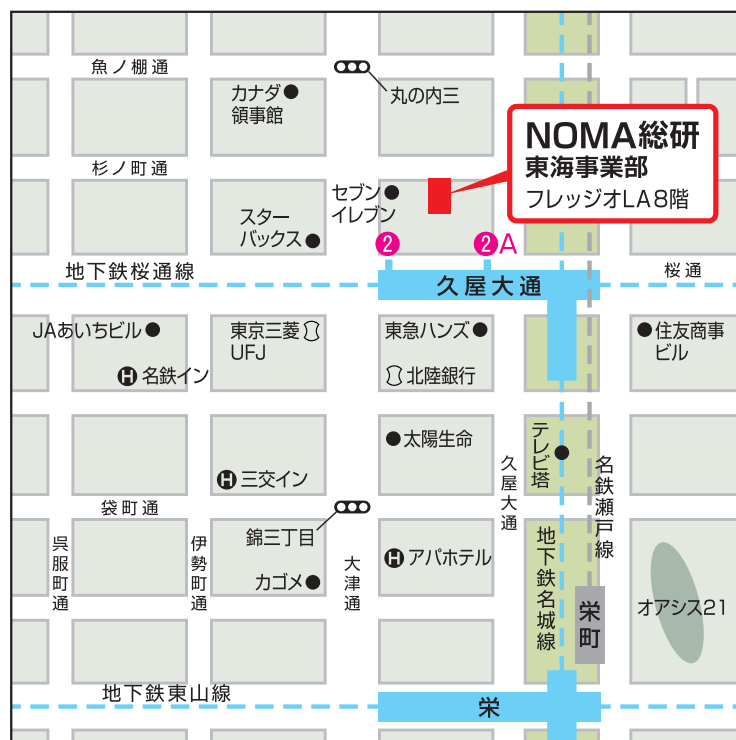 魚ノ棚通
カナダ
領事館
丸の内三
NOMA総研
東海事業部
フレッジオLA8階
杉ノ町通
セブン
イレブン
スター
バックス
2
2A
地下鉄桜通線
久屋大通
桜通
JAあいちビル
東京三菱
UFJ
東急ハンズ
住友商事
ビル
H 名鉄イン
北陸銀行
太陽生命
テレビ塔
久屋大通
名鉄瀬戸線
H 三交イン
袋町通
錦三丁目
呉服町通
伊勢町通
大津通
H アパホテル
地下鉄名城線
カゴメ
栄町
オアシス21
地下鉄東山線
栄